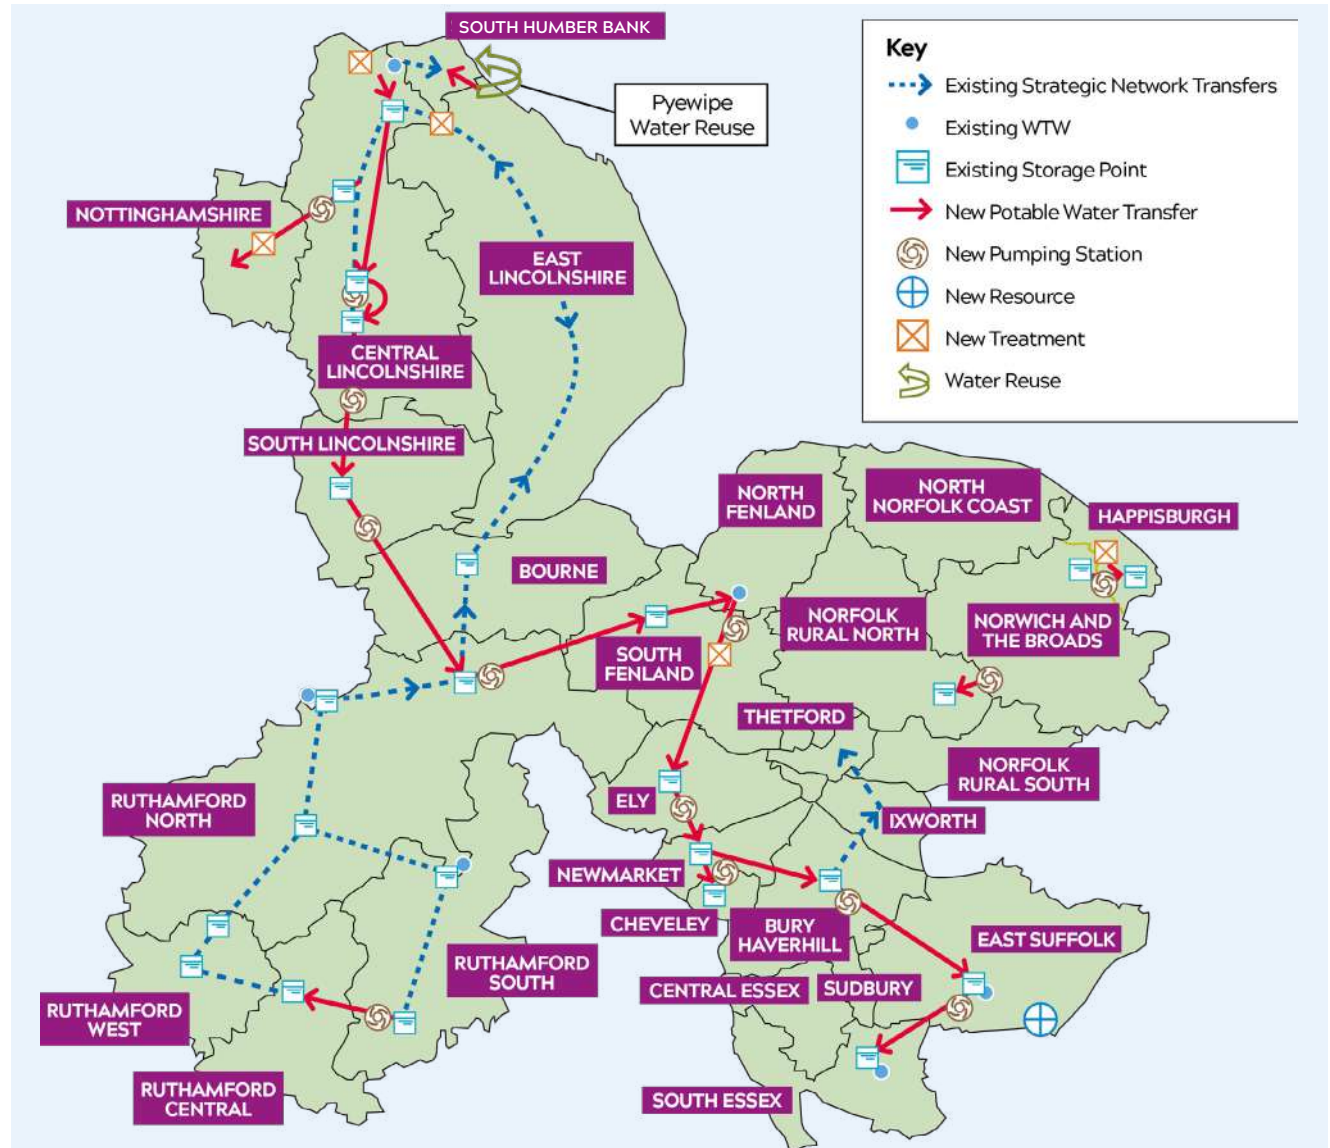 SOUTH HUMBER BANK
Pyewipe
Water Reuse
Key
Existing Strategic Network Transfers
Existing WTW
Existing Storage Point
New Potable Water Transfer
New Pumping Station
New Resource
New Treatment
Water Reuse
NOTTINGHAMSHIRE
EAST
LINCOLNSHIRE
CENTRAL
LINCOLNSHIRE
SOUTH LINCOLNSHIRE
NORTH
FENLAND
NORTH
NORFOLK COAST
HAPPISBURGH
BOURNE
NORFOLK
RURAL NORTH
NORWICH AND
THE BROADS
SOUTH
FENLAND
THETFORD
NORFOLK
RURAL SOUTH
RUTHAMFORD
NORTH
ELY
IXWORTH
NEWMARKET
CHEVELEY
BURY
HAVERHILL
EAST SUFFOLK
RUTHAMFORD
SOUTH
CENTRAL ESSEX
SUDBURY
RUTHAMFORD
WEST
RUTHAMFORD
CENTRAL
SOUTH ESSEX